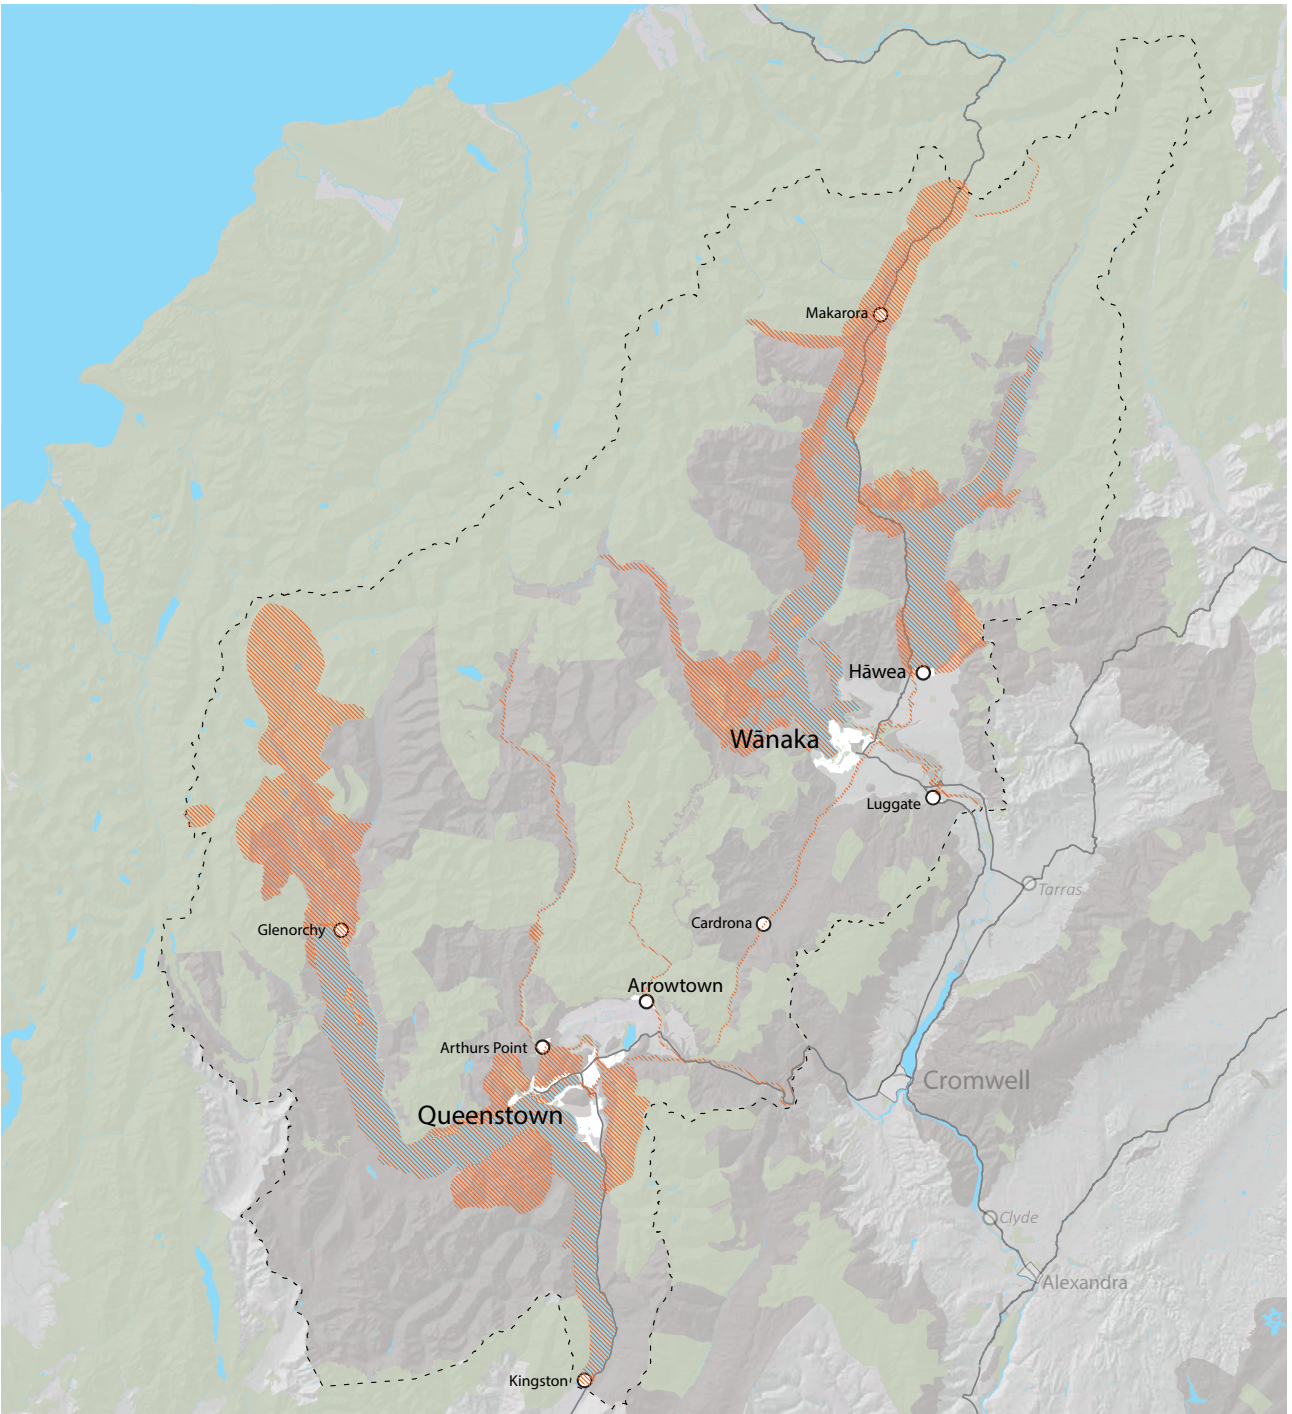 Makarora
Hāwea
Wānaka
Luggate
Tarras
Cardrona
Glenorchy
Arrowtown
Arthurs Point
Cromwell
Queenstown
Clyde
Alexandra
Kingston